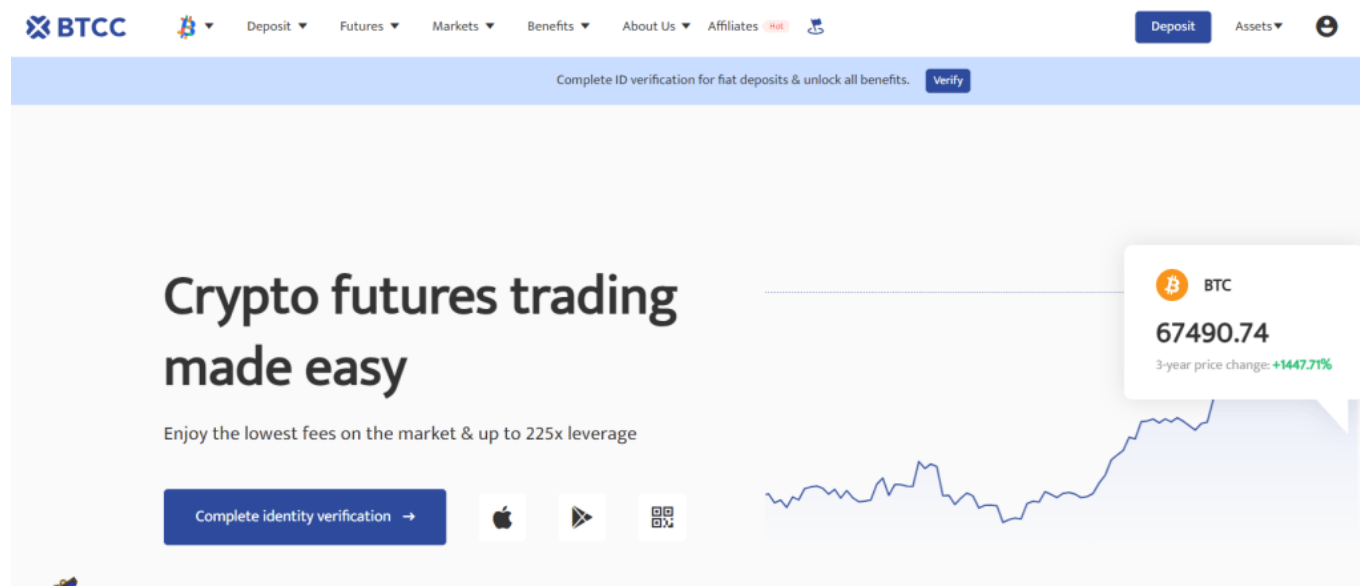 BTCC
Deposit
Futures
Markets
Benefits
About Us
Affiliates Hot
Deposit
Assets
Complete ID verification for fiat deposits & unlock all benefits.
Verify
Crypto futures trading
made easy
Enjoy the lowest fees on the market & up to 225x leverage
Complete identity verification →
BTC
67490.74
3-year price change: +1447.71%